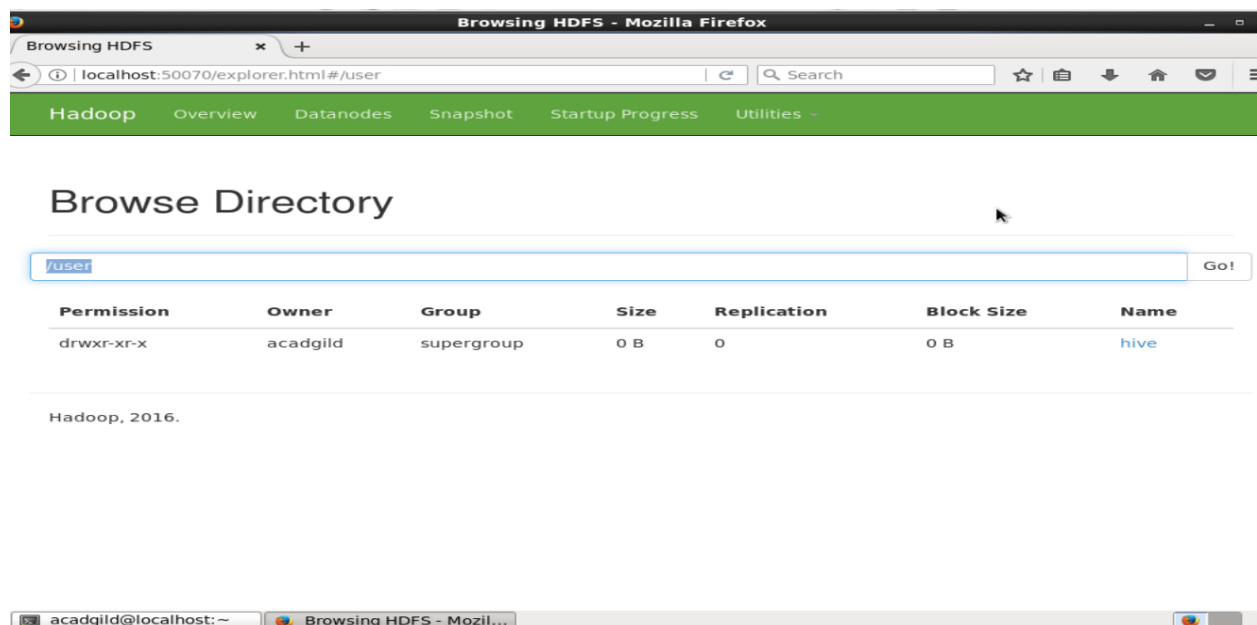 Browsing HDFS - Mozilla Firefox
Browsing HDFS × +
localhost:50070/explorer.html#/user Search
Hadoop Overview Datanodes Snapshot Startup Progress Utilities
Browse Directory
/user Go!
Permission Owner Group Size Replication Block Size Name
drwxr-xr-x acadgild supergroup 0 B 0 0 B hive
Hadoop, 2016.
acadgild@localhost:~ Browsing HDFS - Mozil...